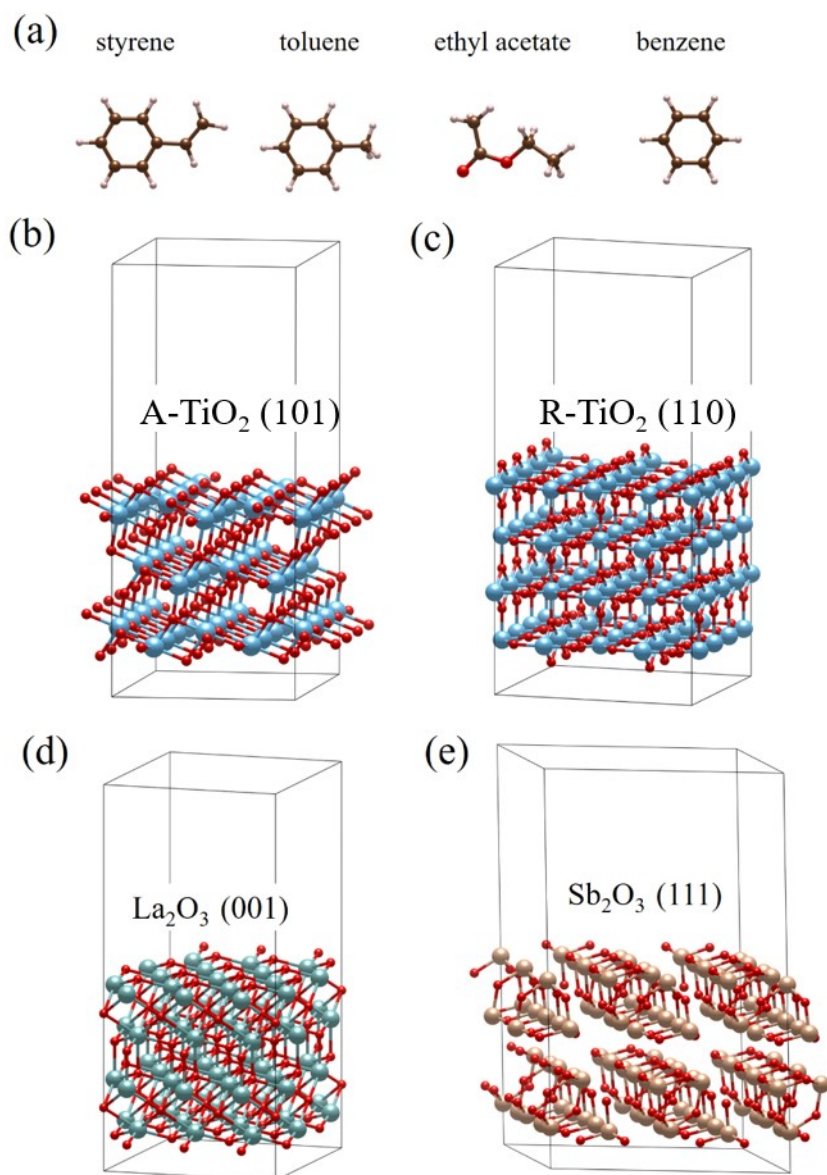 (a)
styrene toluene ethyl acetate benzene
(b) (c)
A-TiO₂ (101) R-TiO₂ (110)
(d) (e)
La₂O₃ (001) Sb₂O₃ (111)